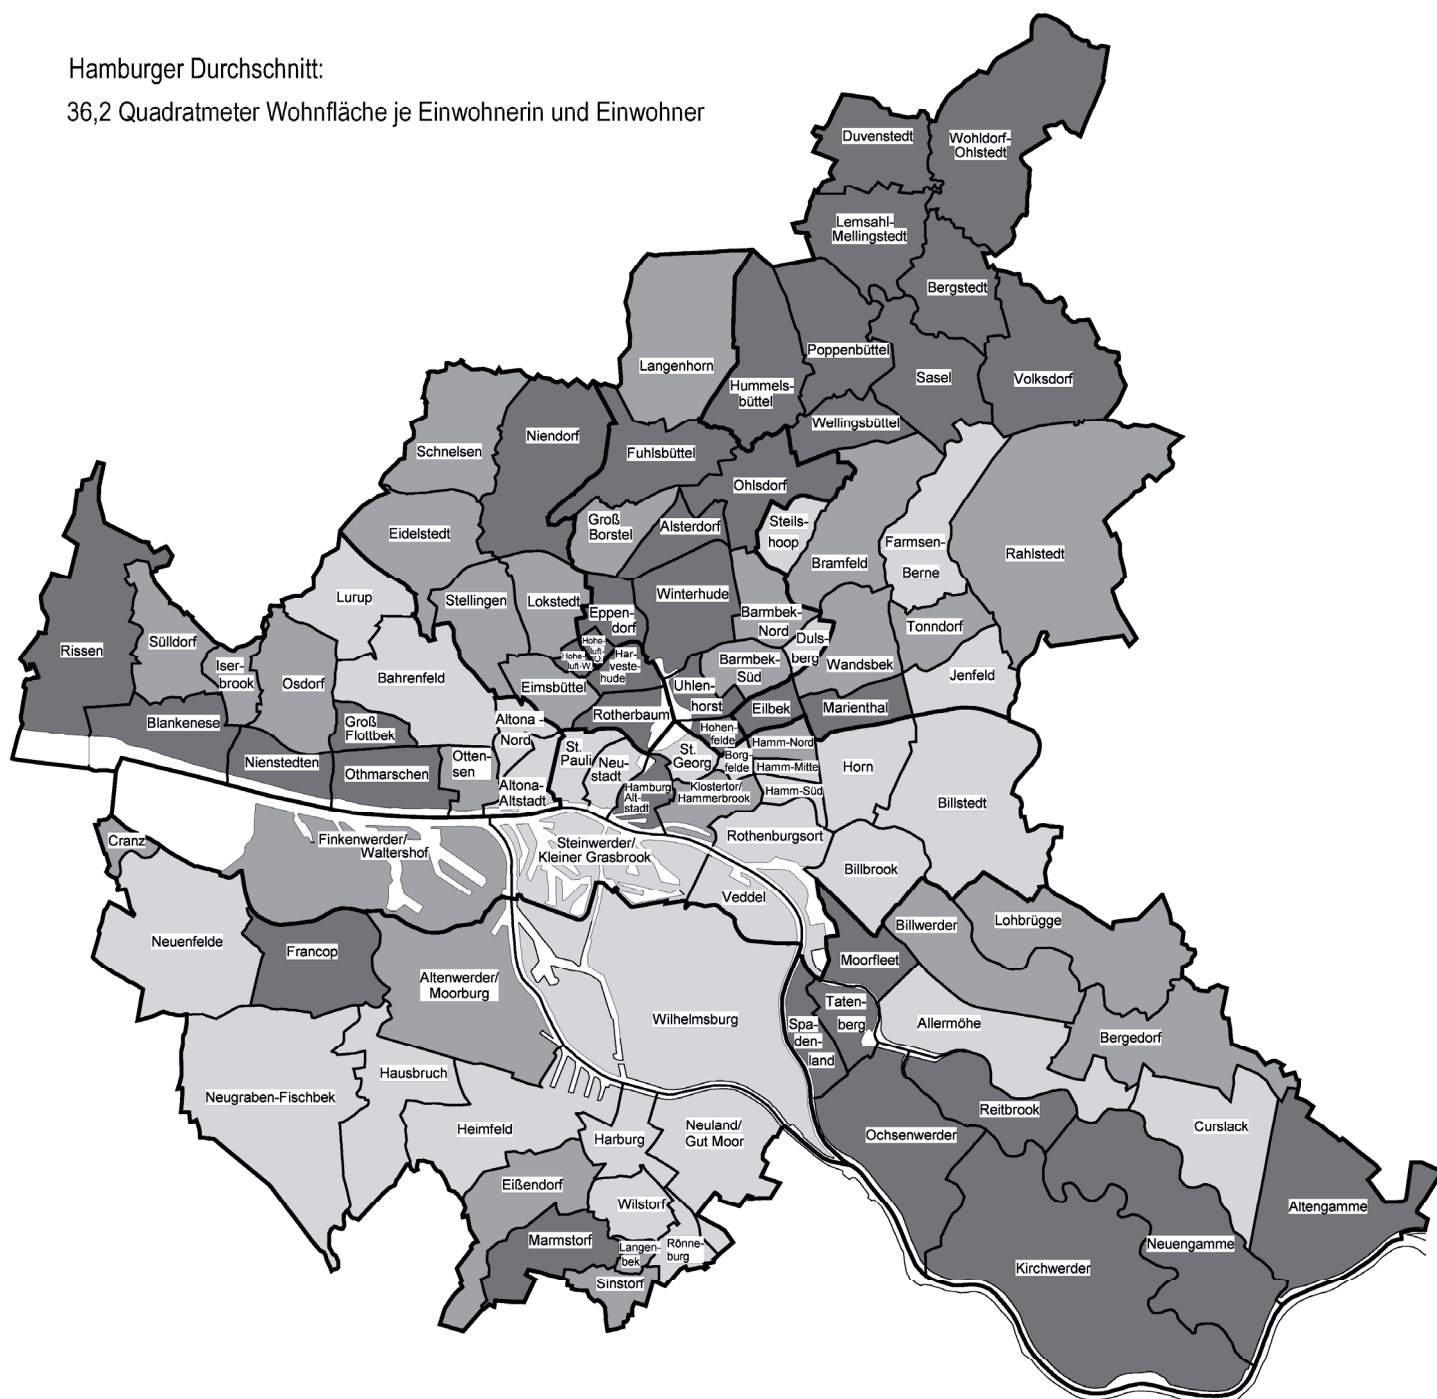 Hamburger Durchschnitt:
36,2 Quadratmeter Wohnfläche je Einwohnerin und Einwohner
Duvenstedt
Wohldorf-
Ohlstedt
Lemsahl-
Mellingstedt
Bergstedt
Poppenbüttel
Langenhorn
Hummels-
büttel
Sasel
Volksdorf
Wellingsbüttel
Niendorf
Schnelsen
Fuhlsbüttel
Ohlsdorf
Groß
Borstel
Alsterdorf
Steils-
hoop
Bramfeld
Farmsen-
Berne
Rahlstedt
Eidelstedt
Lurup
Stellingen
Lokstedt
Eppen-
dorf
Winterhude
Barmbek-
Nord
Duls-
berg
Tonndorf
Wandsbek
Jenfeld
Rissen
Sülldorf
Iser-
brook
Osdorf
Bahrenfeld
Hohe-
luft-O.
Hohe-
luft-W.
Har-
veste-
hude
Barmbek-
Süd
Eimsbüttel
Uhlen-
horst
Eilbek
Marienthal
Blankenese
Groß
Flottbek
Altona -
Nord
Rotherbaum
Hohen-
felde
Hamm-Nord
Nienstedten
Othmarschen
Otten-
sen
Altona-
Altstadt
St.
Pauli
Neu-
stadt
St.
Georg
Borg-
felde
Hamm-Mitte
Horn
Hamburg
Alt-
stadt
Klostertor/
Hammerbrook
Hamm-Süd
Billstedt
Cranz
Finkenwerder/
Waltershof
Steinwerder/
Kleiner Grasbrook
Rothenburgsort
Billbrook
Veddel
Neuenfelde
Francop
Altenwerder/
Moorburg
Wilhelmsburg
Moorfleet
Billwerder
Lohbrügge
Spa-
den-
land
Taten-
berg
Allermöhe
Bergedorf
Neugraben-Fischbek
Hausbruch
Heimfeld
Harburg
Neuland/
Gut Moor
Ochsenwerder
Reitbrook
Curslack
Eißendorf
Wilstorf
Marmstorf
Langen-
bek
Rönne-
burg
Sinstorf
Altengamme
Neuengamme
Kirchwerder